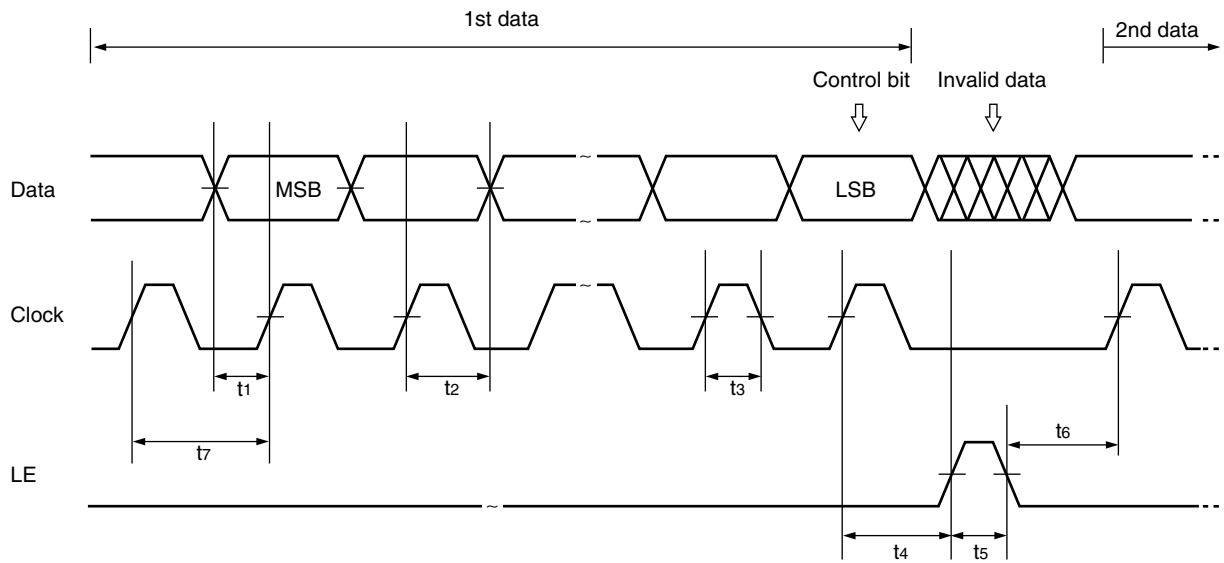 1st data
2nd data
Control bit
Invalid data
Data
MSB
LSB
Clock
t1
t2
t3
t7
t6
LE
t4
t5